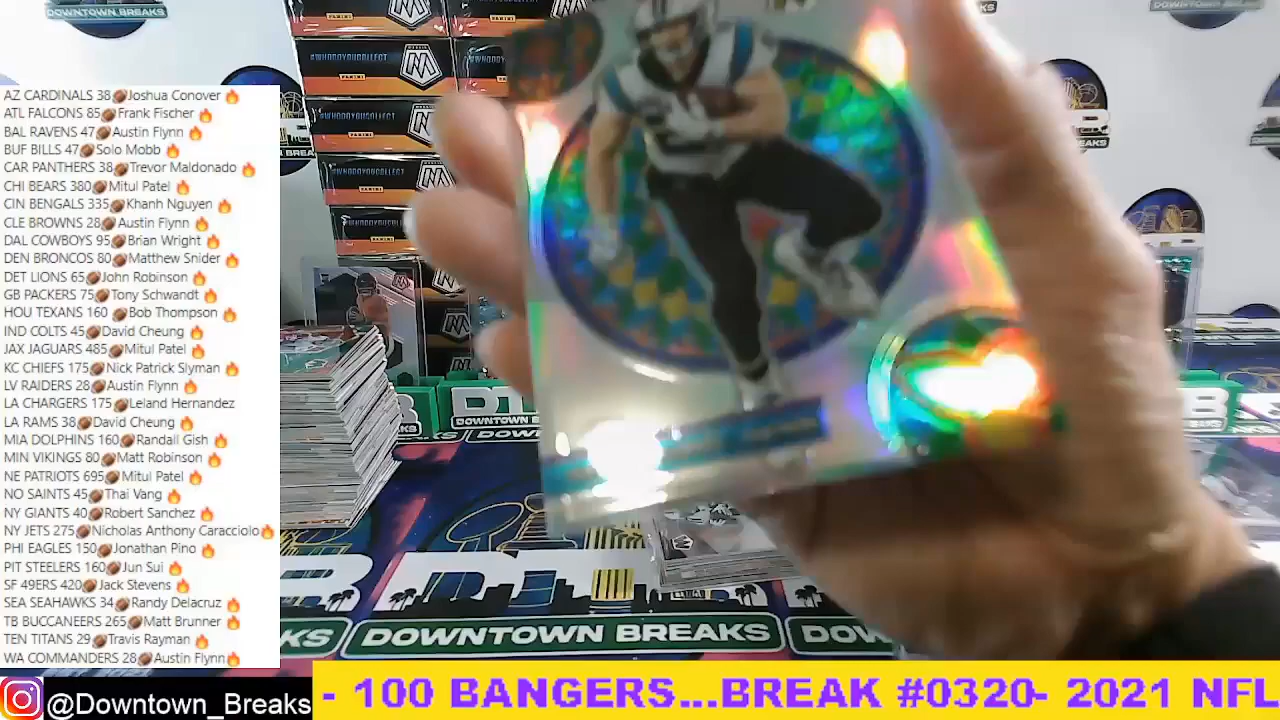 DOWNTOWN BREAKS
#WHODOYOUCOLLECT
PANINI
AZ CARDINALS 38🏈Joshua Conover 🔥
ATL FALCONS 85🏈Frank Fischer 🔥
BAL RAVENS 47🏈Austin Flynn 🔥
BUF BILLS 47🏈Solo Mobb 🔥
CAR PANTHERS 38🏈Trevor Maldonado 🔥
CHI BEARS 380🏈Mitul Patel 🔥
CIN BENGALS 335🏈Khanh Nguyen 🔥
CLE BROWNS 28🏈Austin Flynn 🔥
DAL COWBOYS 95🏈Brian Wright 🔥
DEN BRONCOS 80🏈Matthew Snider 🔥
DET LIONS 65🏈John Robinson 🔥
GB PACKERS 75🏈Tony Schwandt 🔥
HOU TEXANS 160 🏈Bob Thompson 🔥
IND COLTS 45🏈David Cheung 🔥
JAX JAGUARS 485🏈Mitul Patel 🔥
KC CHIEFS 175🏈Nick Patrick Slyman 🔥
LV RAIDERS 28🏈Austin Flynn 🔥
LA CHARGERS 175🏈Leland Hernandez
LA RAMS 38🏈David Cheung 🔥
MIA DOLPHINS 160🏈Randall Gish 🔥
MIN VIKINGS 80🏈Matt Robinson 🔥
NE PATRIOTS 695🏈Mitul Patel 🔥
NO SAINTS 45🏈Thai Vang 🔥
NY GIANTS 40🏈Robert Sanchez 🔥
NY JETS 275🏈Nicholas Anthony Caracciolo🔥
PHI EAGLES 150🏈Jonathan Pino 🔥
PIT STEELERS 160🏈Jun Sui 🔥
SF 49ERS 420🏈Jack Stevens 🔥
SEA SEAHAWKS 34🏈Randy Delacruz 🔥
TB BUCCANEERS 265🏈Matt Brunner 🔥
TEN TITANS 29🏈Travis Rayman 🔥
WA COMMANDERS 28🏈Austin Flynn🔥
DOWNTOWN BREAKS
KS
DOWNTOWN BREAKS
DOW
@Downtown_Breaks
- 100 BANGERS...BREAK #0320- 2021 NFL